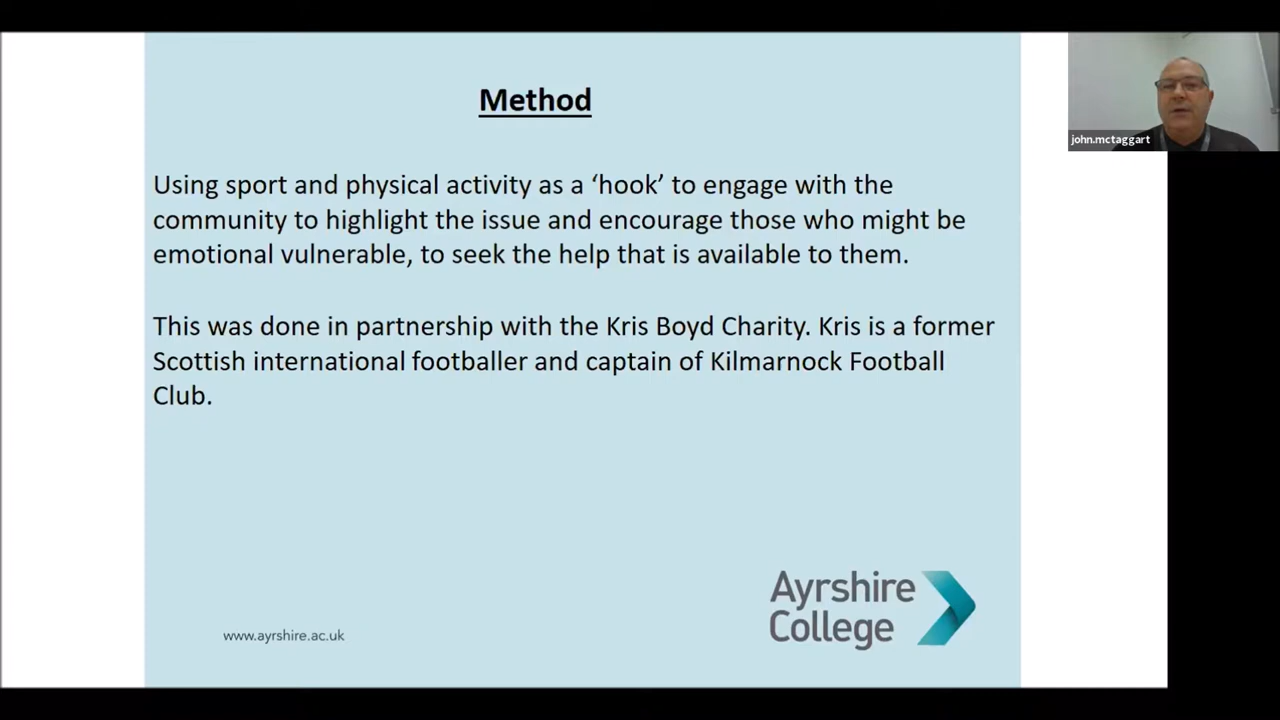 Method
Using sport and physical activity as a ‘hook’ to engage with the
community to highlight the issue and encourage those who might be
emotional vulnerable, to seek the help that is available to them.
This was done in partnership with the Kris Boyd Charity. Kris is a former
Scottish international footballer and captain of Kilmarnock Football
Club.
www.ayrshire.ac.uk
Ayrshire
College
john.mctaggart